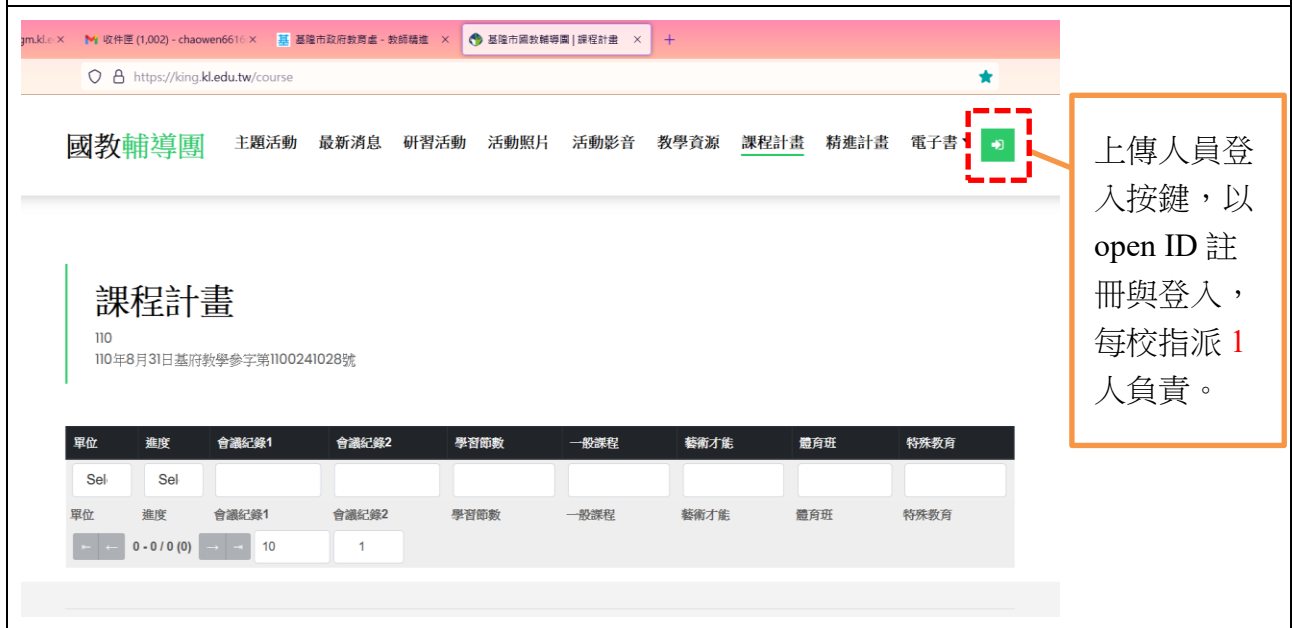 gm.kl.e
收件匣 (1,002) - chaowen6616
基 基隆市政府教育處 - 教師精進
基隆市國教輔導團 | 課程計畫
https://king.kl.edu.tw/course
國教輔導團 主題活動 最新消息 研習活動 活動照片 活動影音 教學資源 課程計畫 精進計畫 電子書
上傳人員登
入按鍵，以
open ID 註
冊與登入，
每校指派 1
人負責。
課程計畫
110
110年8月31日基府教學參字第1100241028號
單位 進度 會議紀錄1 會議紀錄2 學習節數 一般課程 藝術才能 體育班 特殊教育
Sel Sel
單位 進度 會議紀錄1 會議紀錄2 學習節數 一般課程 藝術才能 體育班 特殊教育
← ← 0 - 0 / 0 (0) → → 10 1